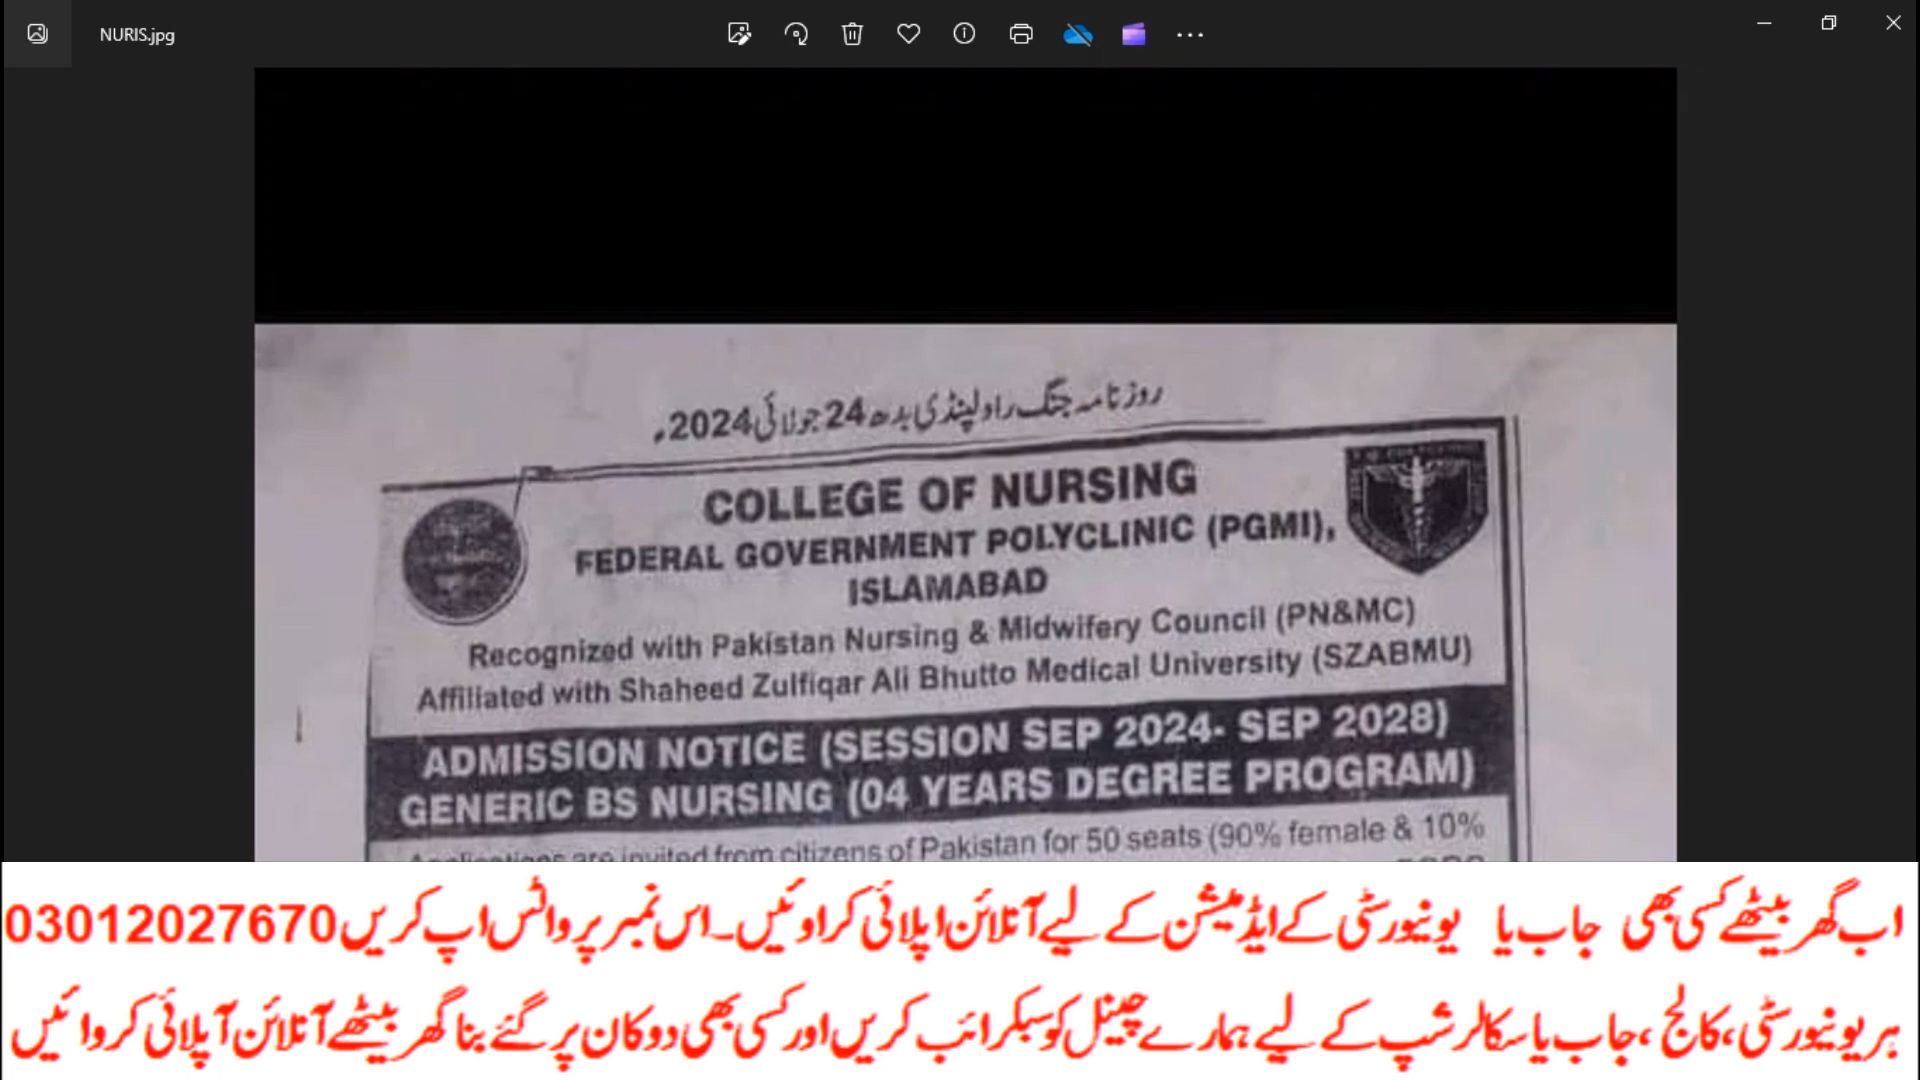 NURIS.jpg
روزنامہ جنگ راولپنڈی بدھ 24 جولائی 2024ء
COLLEGE OF NURSING
FEDERAL GOVERNMENT POLYCLINIC (PGMI),
ISLAMABAD
Recognized with Pakistan Nursing & Midwifery Council (PN&MC)
Affiliated with Shaheed Zulfiqar Ali Bhutto Medical University (SZABMU)
ADMISSION NOTICE (SESSION SEP 2024- SEP 2028)
GENERIC BS NURSING (04 YEARS DEGREE PROGRAM)
Applications are invited from citizens of Pakistan for 50 seats (90% female & 10%
اب گھر بیٹھے کسی بھی جاب یا یونیورسٹی کے ایڈمیشن کے لیے آنلائن اپلائی کراوئیں۔اس نمبر پر واٹس اپ کریں 03012027670
ہر یونیورسٹی، کالج ،جاب یا سکالرشپ کے لیے ہمارے چینل کو سبکرائب کریں اور کسی بھی دوکان پر گئے بنا گھر بیٹھے آنلائن آپلائی کروائیں